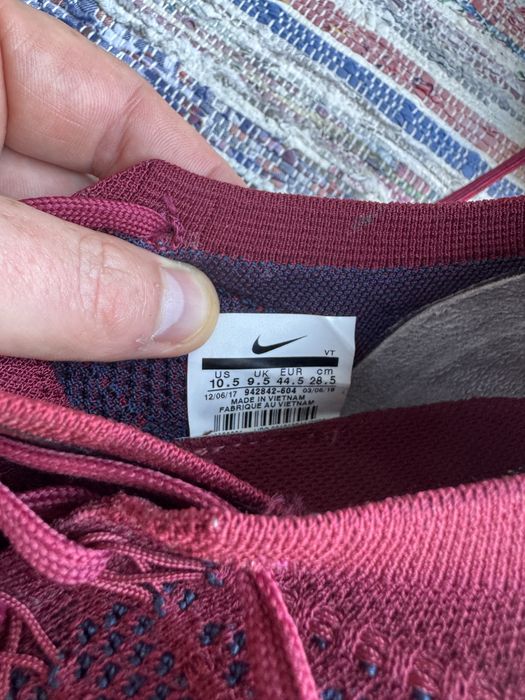 VT
US UK EUR cm
10.5 9.5 44.5 28.5
12/06/17 942842-604 03/06/18
MADE IN VIETNAM
FABRIQUE AU VIETNAM